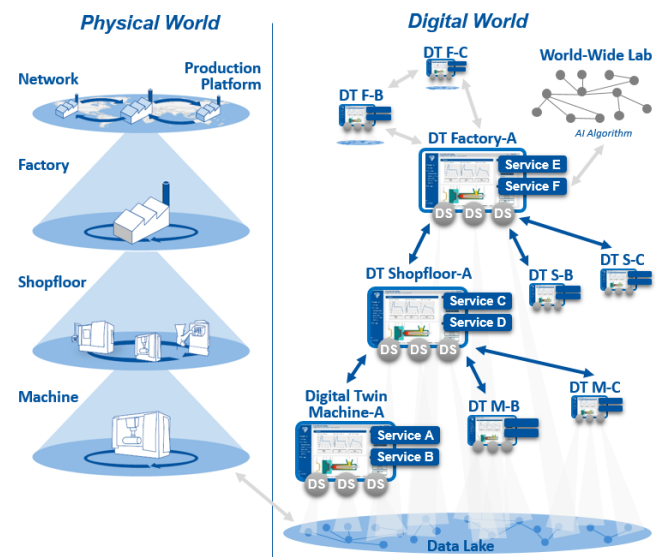 Physical World
Digital World
Network
Production
Platform
Factory
Shopfloor
Machine
DT F-C
DT F-B
World-Wide Lab
AI Algorithm
DT Factory-A
Service E
Service F
DS DS DS
DT Shopfloor-A
DT S-B
DT S-C
Service C
Service D
DS DS DS
Digital Twin
Machine-A
DT M-B
DT M-C
Service A
Service B
DS DS DS
Data Lake